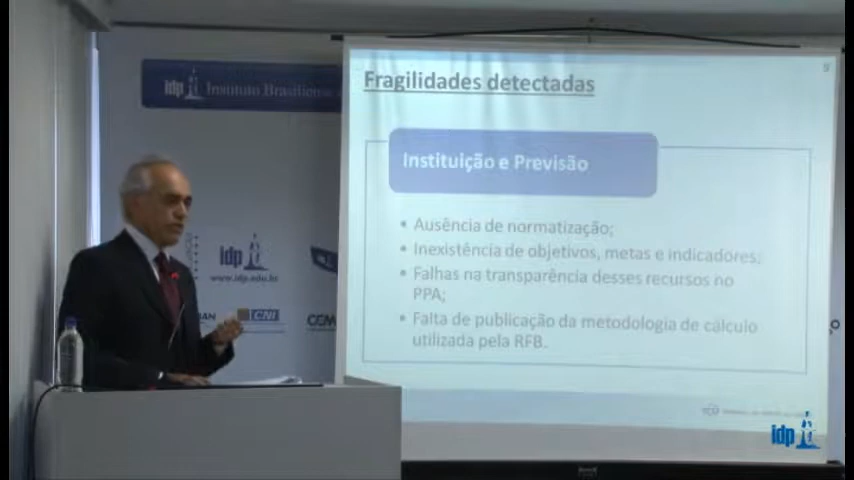 9
Fragilidades detectadas
idp Instituto Brasiliense
Instituição e Previsão
• Ausência de normatização;
• Inexistência de objetivos, metas e indicadores;
• Falhas na transparência desses recursos no
PPA;
• Falta de publicação da metodologia de cálculo
utilizada pela RFB.
idp
www.idp.edu.br
CNI
TCU
idp